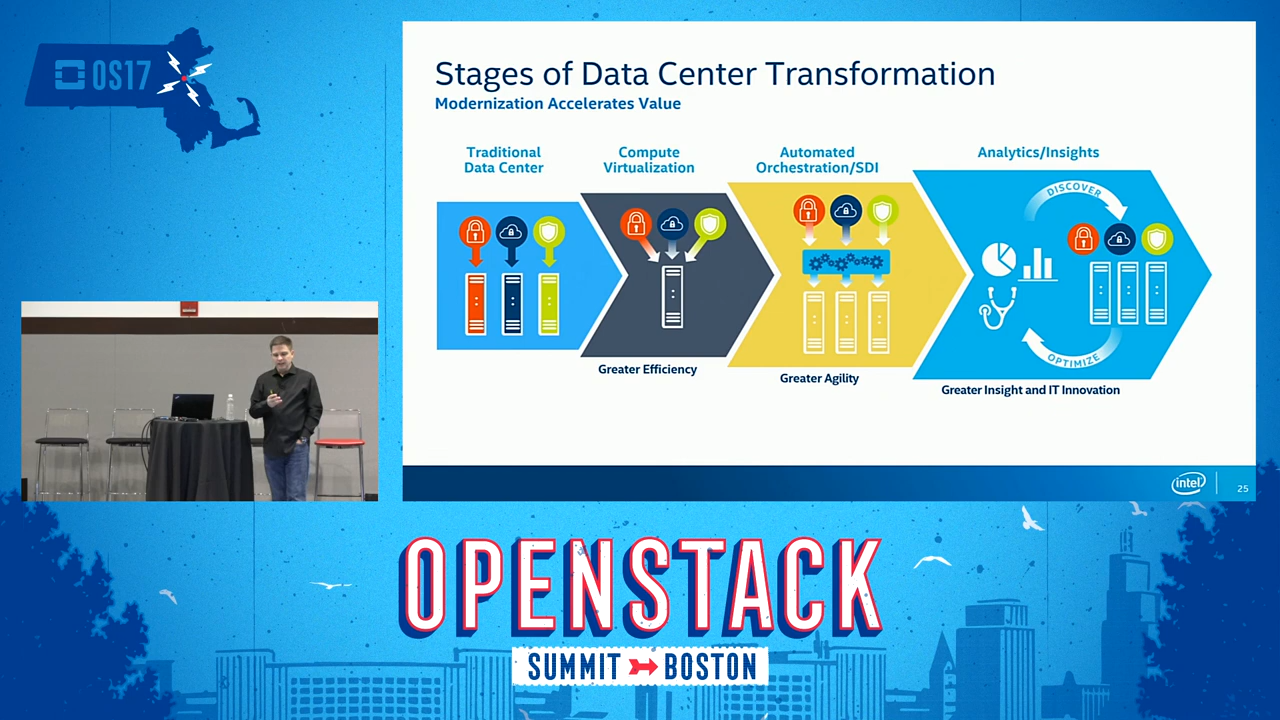 OS17
Stages of Data Center Transformation
Modernization Accelerates Value
Traditional
Data Center
Compute
Virtualization
Automated
Orchestration/SDI
Analytics/Insights
DISCOVER
OPTIMIZE
Greater Efficiency
Greater Agility
Greater Insight and IT Innovation
intel
25
OPENSTACK
SUMMIT BOSTON